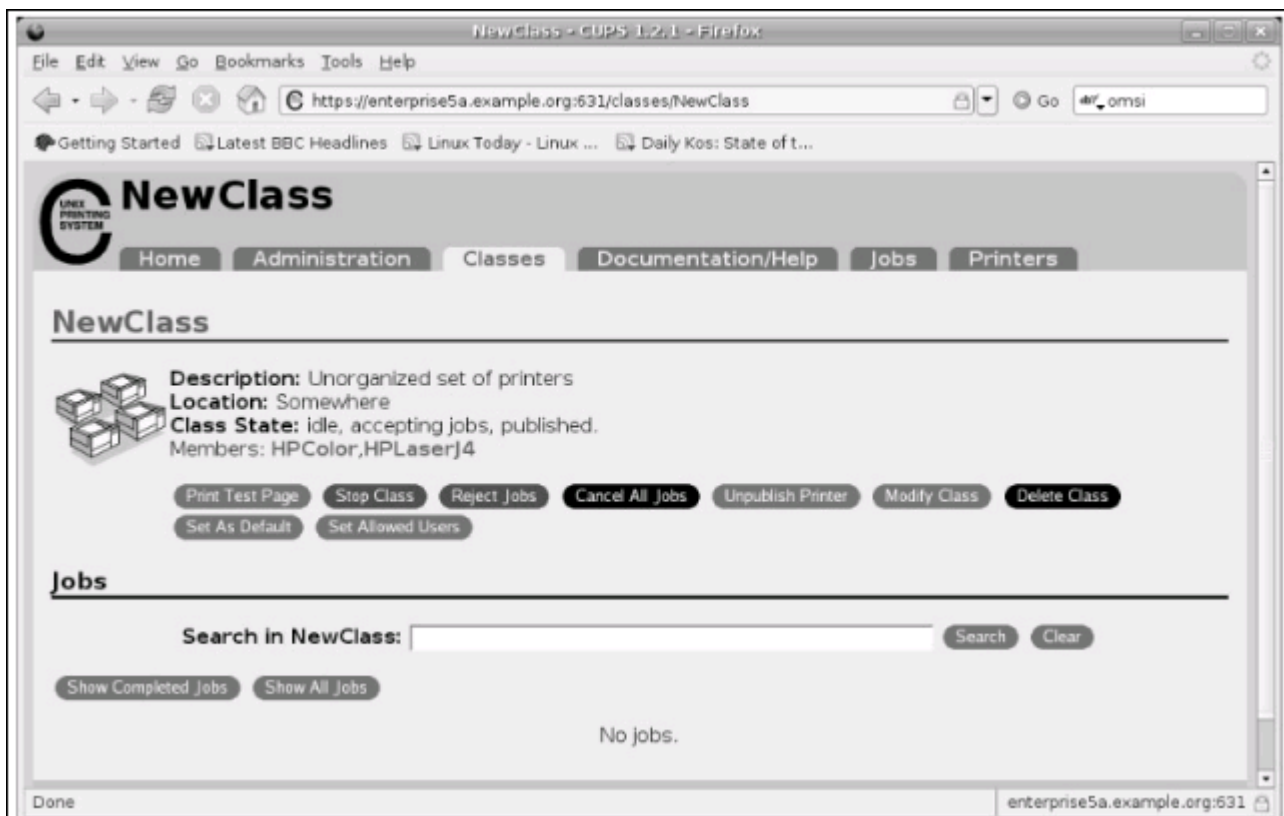 NewClass - CUPS 1.2.1 - Firefox
File Edit View Go Bookmarks Tools Help
https://enterprise5a.example.org:631/classes/NewClass Go omsi
Getting Started Latest BBC Headlines Linux Today - Linux ... Daily Kos: State of t...
UNIX PRINTING SYSTEM
NewClass
Home Administration Classes Documentation/Help Jobs Printers
NewClass
Description: Unorganized set of printers
Location: Somewhere
Class State: idle, accepting jobs, published.
Members: HPColor,HPLaserJ4
Print Test Page Stop Class Reject Jobs Cancel All Jobs Unpublish Printer Modify Class Delete Class
Set As Default Set Allowed Users
Jobs
Search in NewClass: Search Clear
Show Completed Jobs Show All Jobs
No jobs.
Done enterprise5a.example.org:631